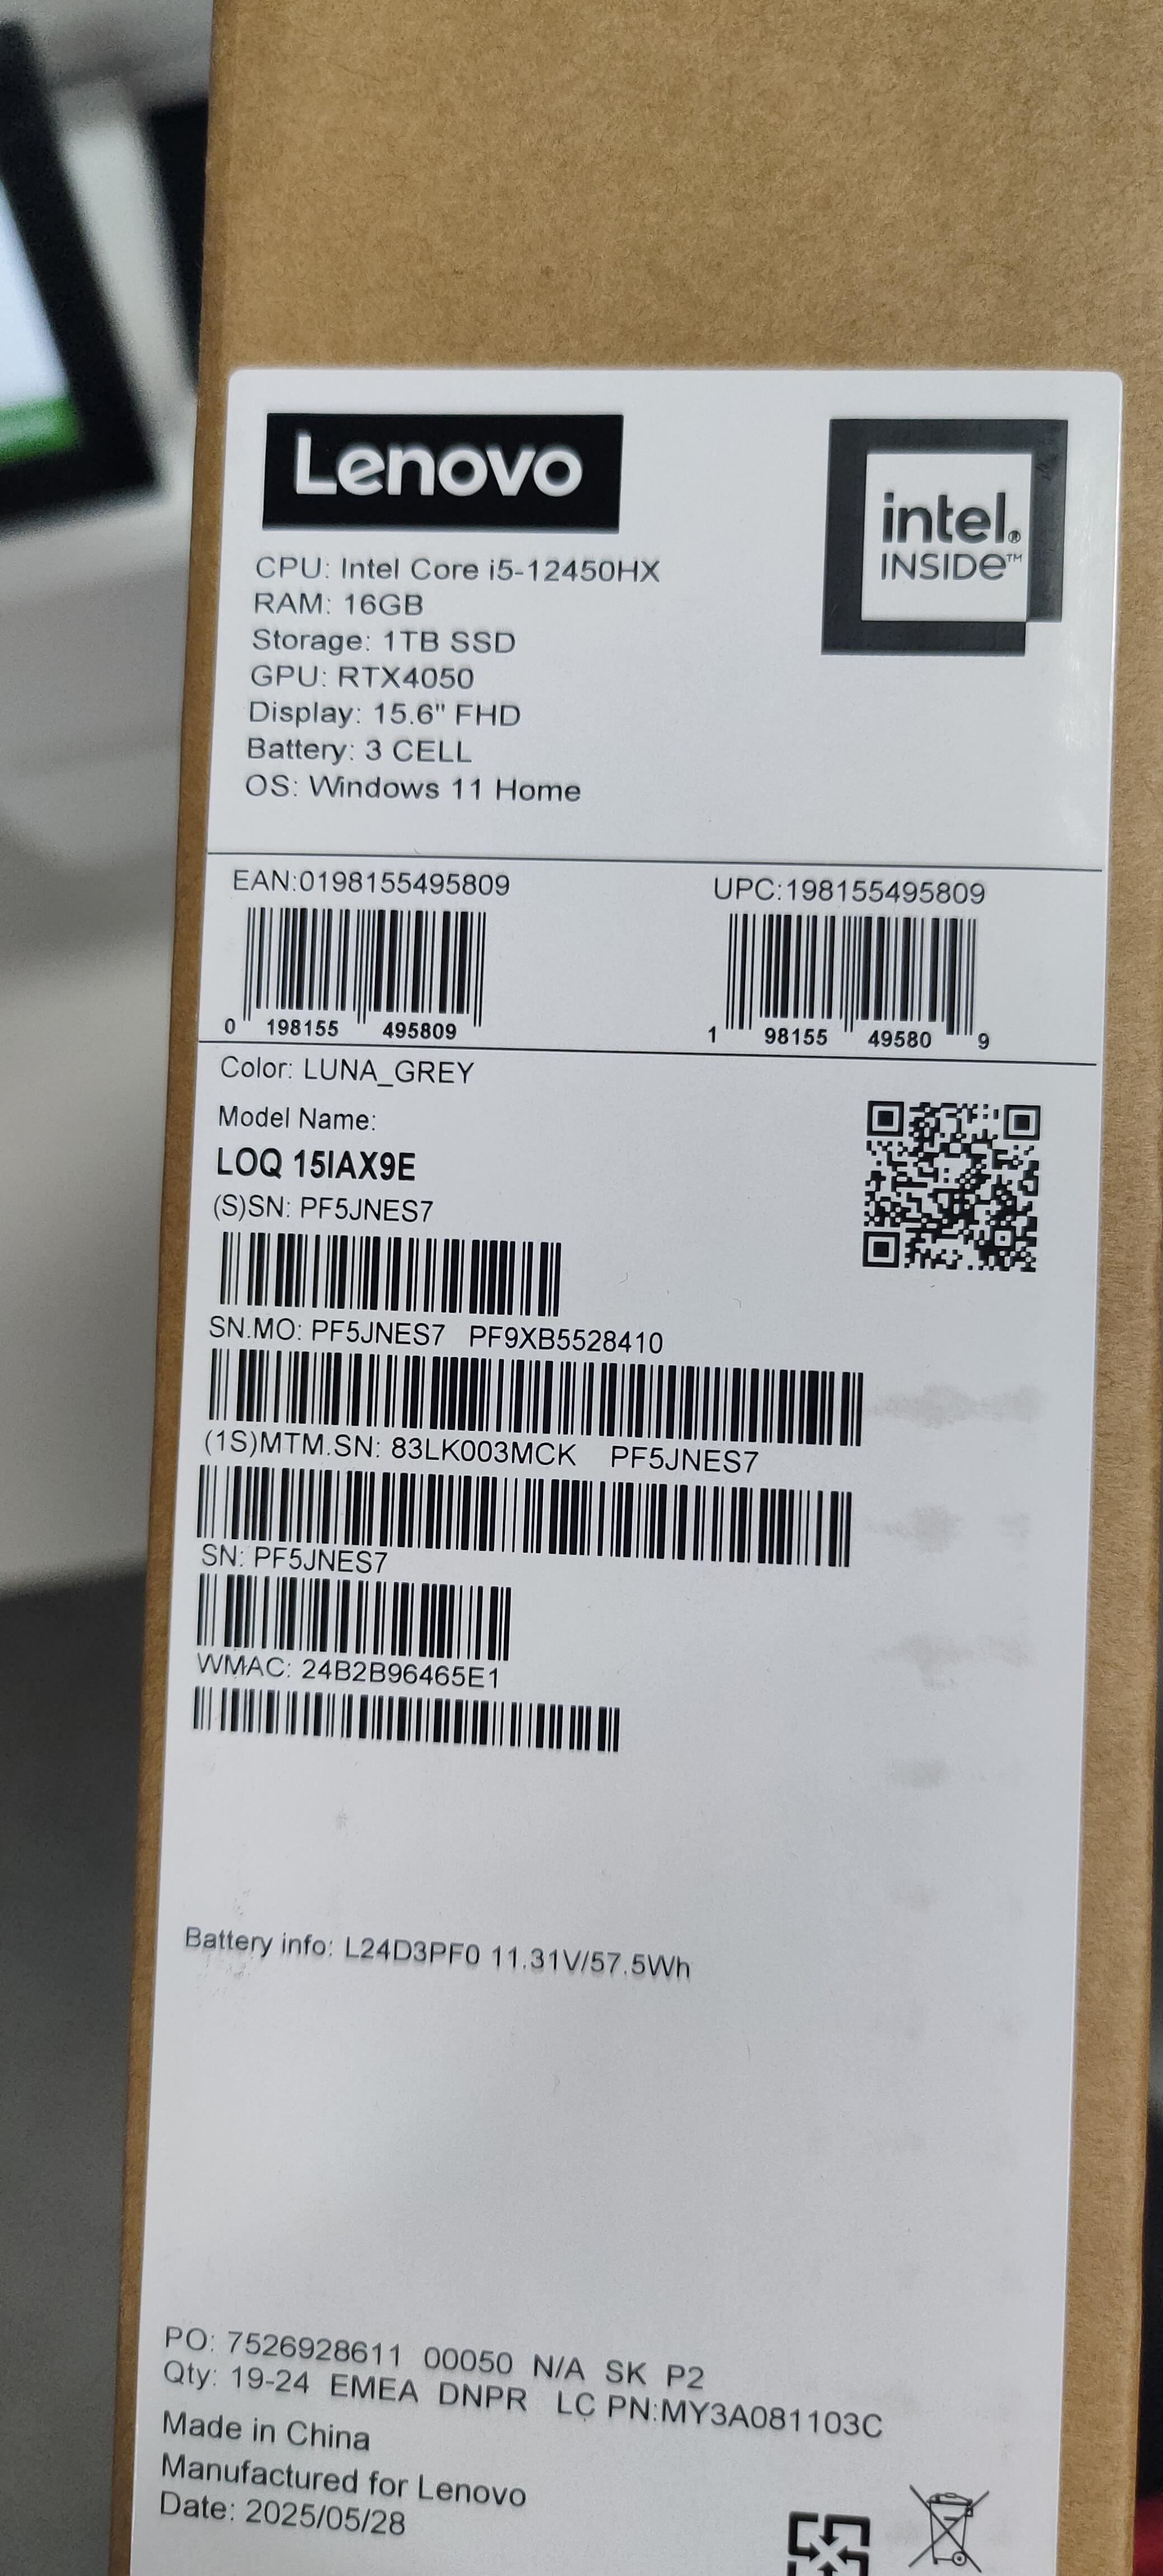 Lenovo
intel®
INSIDE™
CPU: Intel Core i5-12450HX
RAM: 16GB
Storage: 1TB SSD
GPU: RTX4050
Display: 15.6" FHD
Battery: 3 CELL
OS: Windows 11 Home
EAN:0198155495809 UPC:198155495809
0 198155 495809 1 98155 49580 9
Color: LUNA_GREY
Model Name:
LOQ 15IAX9E
(S)SN: PF5JNES7
SN.MO: PF5JNES7 PF9XB5528410
(1S)MTM.SN: 83LK003MCK PF5JNES7
SN: PF5JNES7
WMAC: 24B2B96465E1
Battery info: L24D3PF0 11.31V/57.5Wh
PO: 7526928611 00050 N/A SK P2
Qty: 19-24 EMEA DNPR LC PN:MY3A081103C
Made in China
Manufactured for Lenovo
Date: 2025/05/28